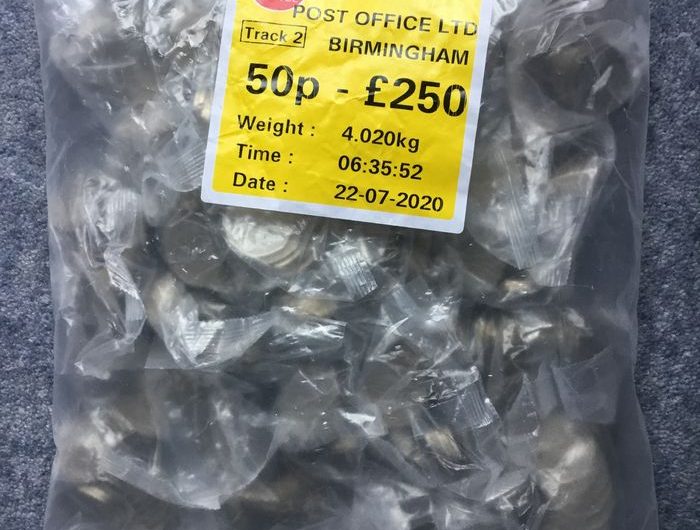 POST OFFICE LTD
Track 2 BIRMINGHAM
50p - £250
Weight : 4.020kg
Time : 06:35:52
Date : 22-07-2020